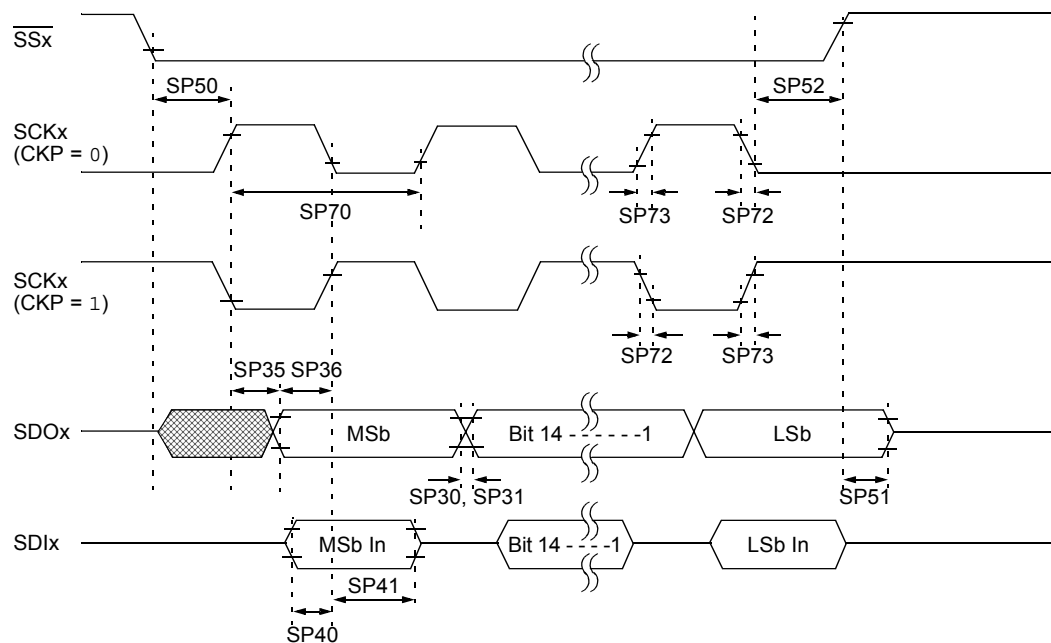 SSx
SP50
SP52
SCKx
(CKP = 0)
SP70
SP73
SP72
SCKx
(CKP = 1)
SP72
SP73
SP35
SP36
SDOx
MSb
Bit 14 - - - - - -1
LSb
SP30, SP31
SP51
SDIx
MSb In
Bit 14 - - - -1
LSb In
SP41
SP40